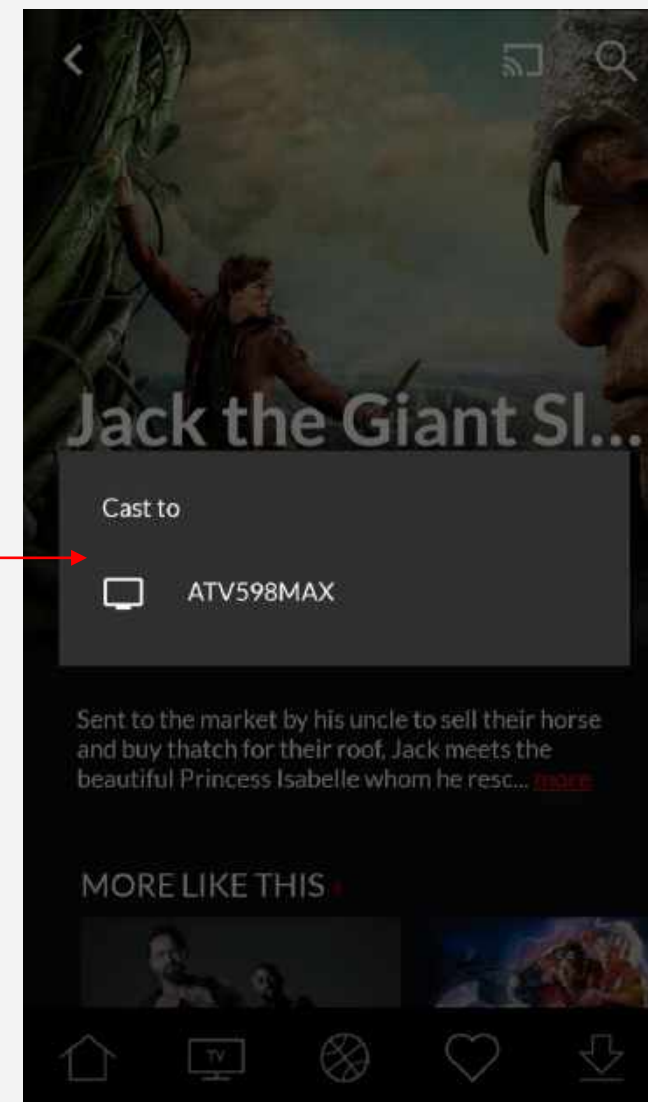 Jack the Giant Sl...
Cast to
ATV598MAX
Sent to the market by his uncle to sell their horse
and buy thatch for their roof, Jack meets the
beautiful Princess Isabelle whom he resc... more
MORE LIKE THIS
TV